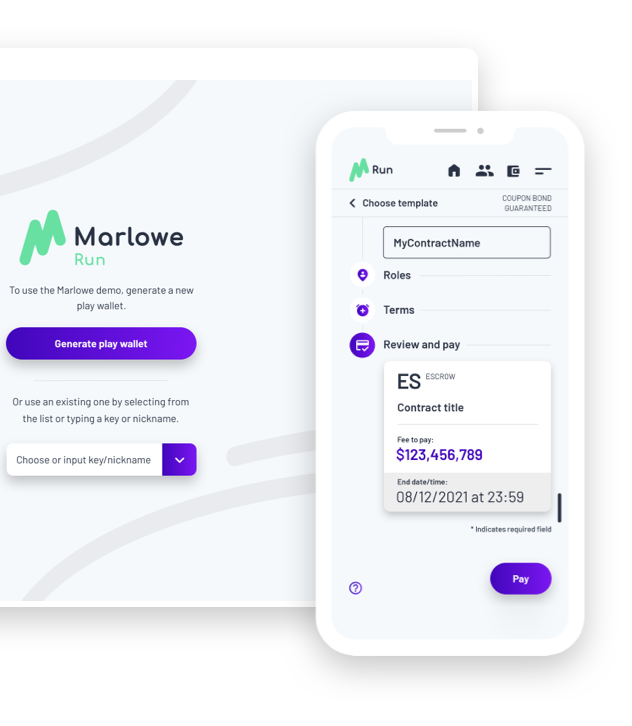 Marlowe
Run
To use the Marlowe demo, generate a new
play wallet.
Generate play wallet
Or use an existing one by selecting from
the list or typing a key or nickname.
Choose or input key/nickname
Run
Choose template
COUPON BOND
GUARANTEED
MyContractName
Roles
Terms
Review and pay
ES ESCROW
Contract title
Fee to pay:
$123,456,789
End date/time:
08/12/2021 at 23:59
* Indicates required field
Pay